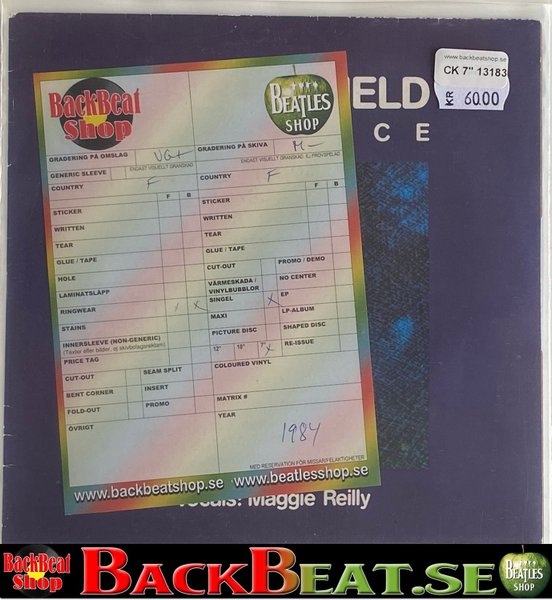 www.backbeatshop.se
CK 7" 13183
KR 60.00
ELD
C E
BackBeat Shop
BEATLES SHOP
GRADERING PÅ OMSLAG VG+
ENDAST VISUELLT GRANSKAD
GRADERING PÅ SKIVA M-
ENDAST VISUELLT GRANSKAD, EJ PROVSPELAD
GENERIC SLEEVE
COUNTRY F
F B
STICKER
WRITTEN
TEAR
GLUE / TAPE
HOLE
LAMINATSLÄPP
RINGWEAR
STAINS
INNERSLEEVE (NON-GENERIC)
(Texter eller bilder, ej skivbolagsreklam)
PRICE TAG
CUT-OUT
SEAM SPLIT
BENT CORNER
INSERT
FOLD-OUT
PROMO
ÖVRIGT
COUNTRY F
F B
STICKER
WRITTEN
TEAR
GLUE / TAPE
CUT-OUT
PROMO / DEMO
VÄRMESKADA / VINYLBUBBLOR
NO CENTER
SINGEL X
EP
MAXI
LP-ALBUM
PICTURE DISC
SHAPED DISC
12" 10" 7" X
RE-ISSUE
COLOURED VINYL
MATRIX #
YEAR
1984
MED RESERVATION FÖR MISSAR/FELAKTIGHETER
www.backbeatshop.se www.beatlesshop.se
Vocals: Maggie Reilly
BackBeat Shop
BACKBEAT.SE
BEATLES SHOP